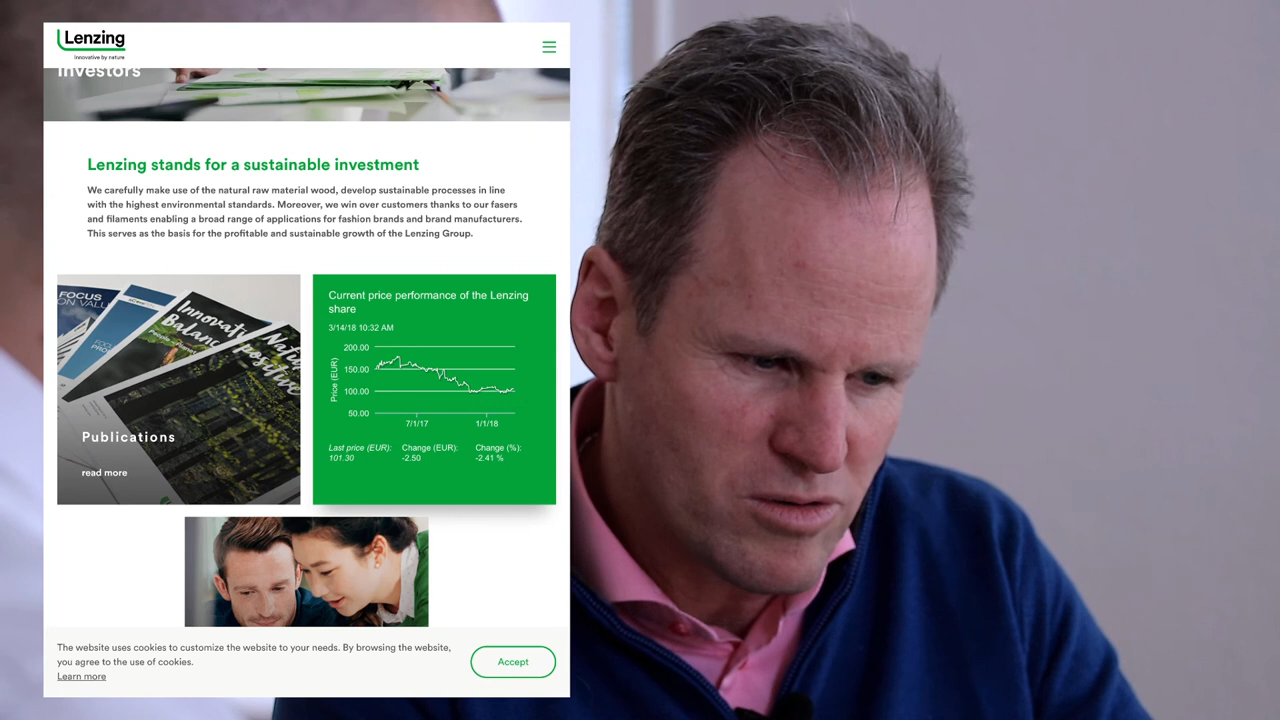 Lenzing
Innovative by nature
Investors
Lenzing stands for a sustainable investment
We carefully make use of the natural raw material wood, develop sustainable processes in line
with the highest environmental standards. Moreover, we win over customers thanks to our fasers
and filaments enabling a broad range of applications for fashion brands and brand manufacturers.
This serves as the basis for the profitable and sustainable growth of the Lenzing Group.
FOCUS
ON VALU
Innovat
Balanc
positive
Publications
read more
Current price performance of the Lenzing
share
3/14/18 10:32 AM
Price (EUR)
200.00
150.00
100.00
50.00
7/1/17 1/1/18
Last price (EUR): Change (EUR): Change (%):
101.30 -2.50 -2.41 %
The website uses cookies to customize the website to your needs. By browsing the website,
you agree to the use of cookies.
Learn more
Accept